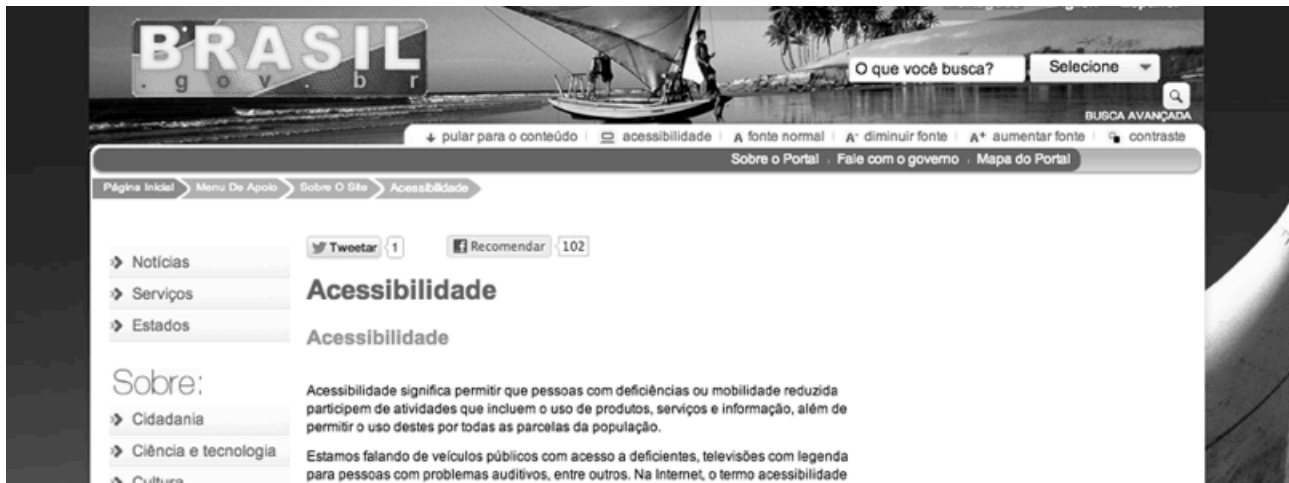 Português English Español
BRASIL
.gov.br
O que você busca? Selecione
BUSCA AVANÇADA
pular para o conteúdo acessibilidade A fonte normal A- diminuir fonte A+ aumentar fonte contraste
Sobre o Portal Fale com o governo Mapa do Portal
Página Inicial Menu De Apoio Sobre O Site Acessibilidade
Tweetar 1 Recomendar 102
Notícias
Serviços
Estados
Sobre:
Cidadania
Ciência e tecnologia
Cultura
Acessibilidade
Acessibilidade
Acessibilidade significa permitir que pessoas com deficiências ou mobilidade reduzida
participem de atividades que incluem o uso de produtos, serviços e informação, além de
permitir o uso destes por todas as parcelas da população.
Estamos falando de veículos públicos com acesso a deficientes, televisões com legenda
para pessoas com problemas auditivos, entre outros. Na Internet, o termo acessibilidade